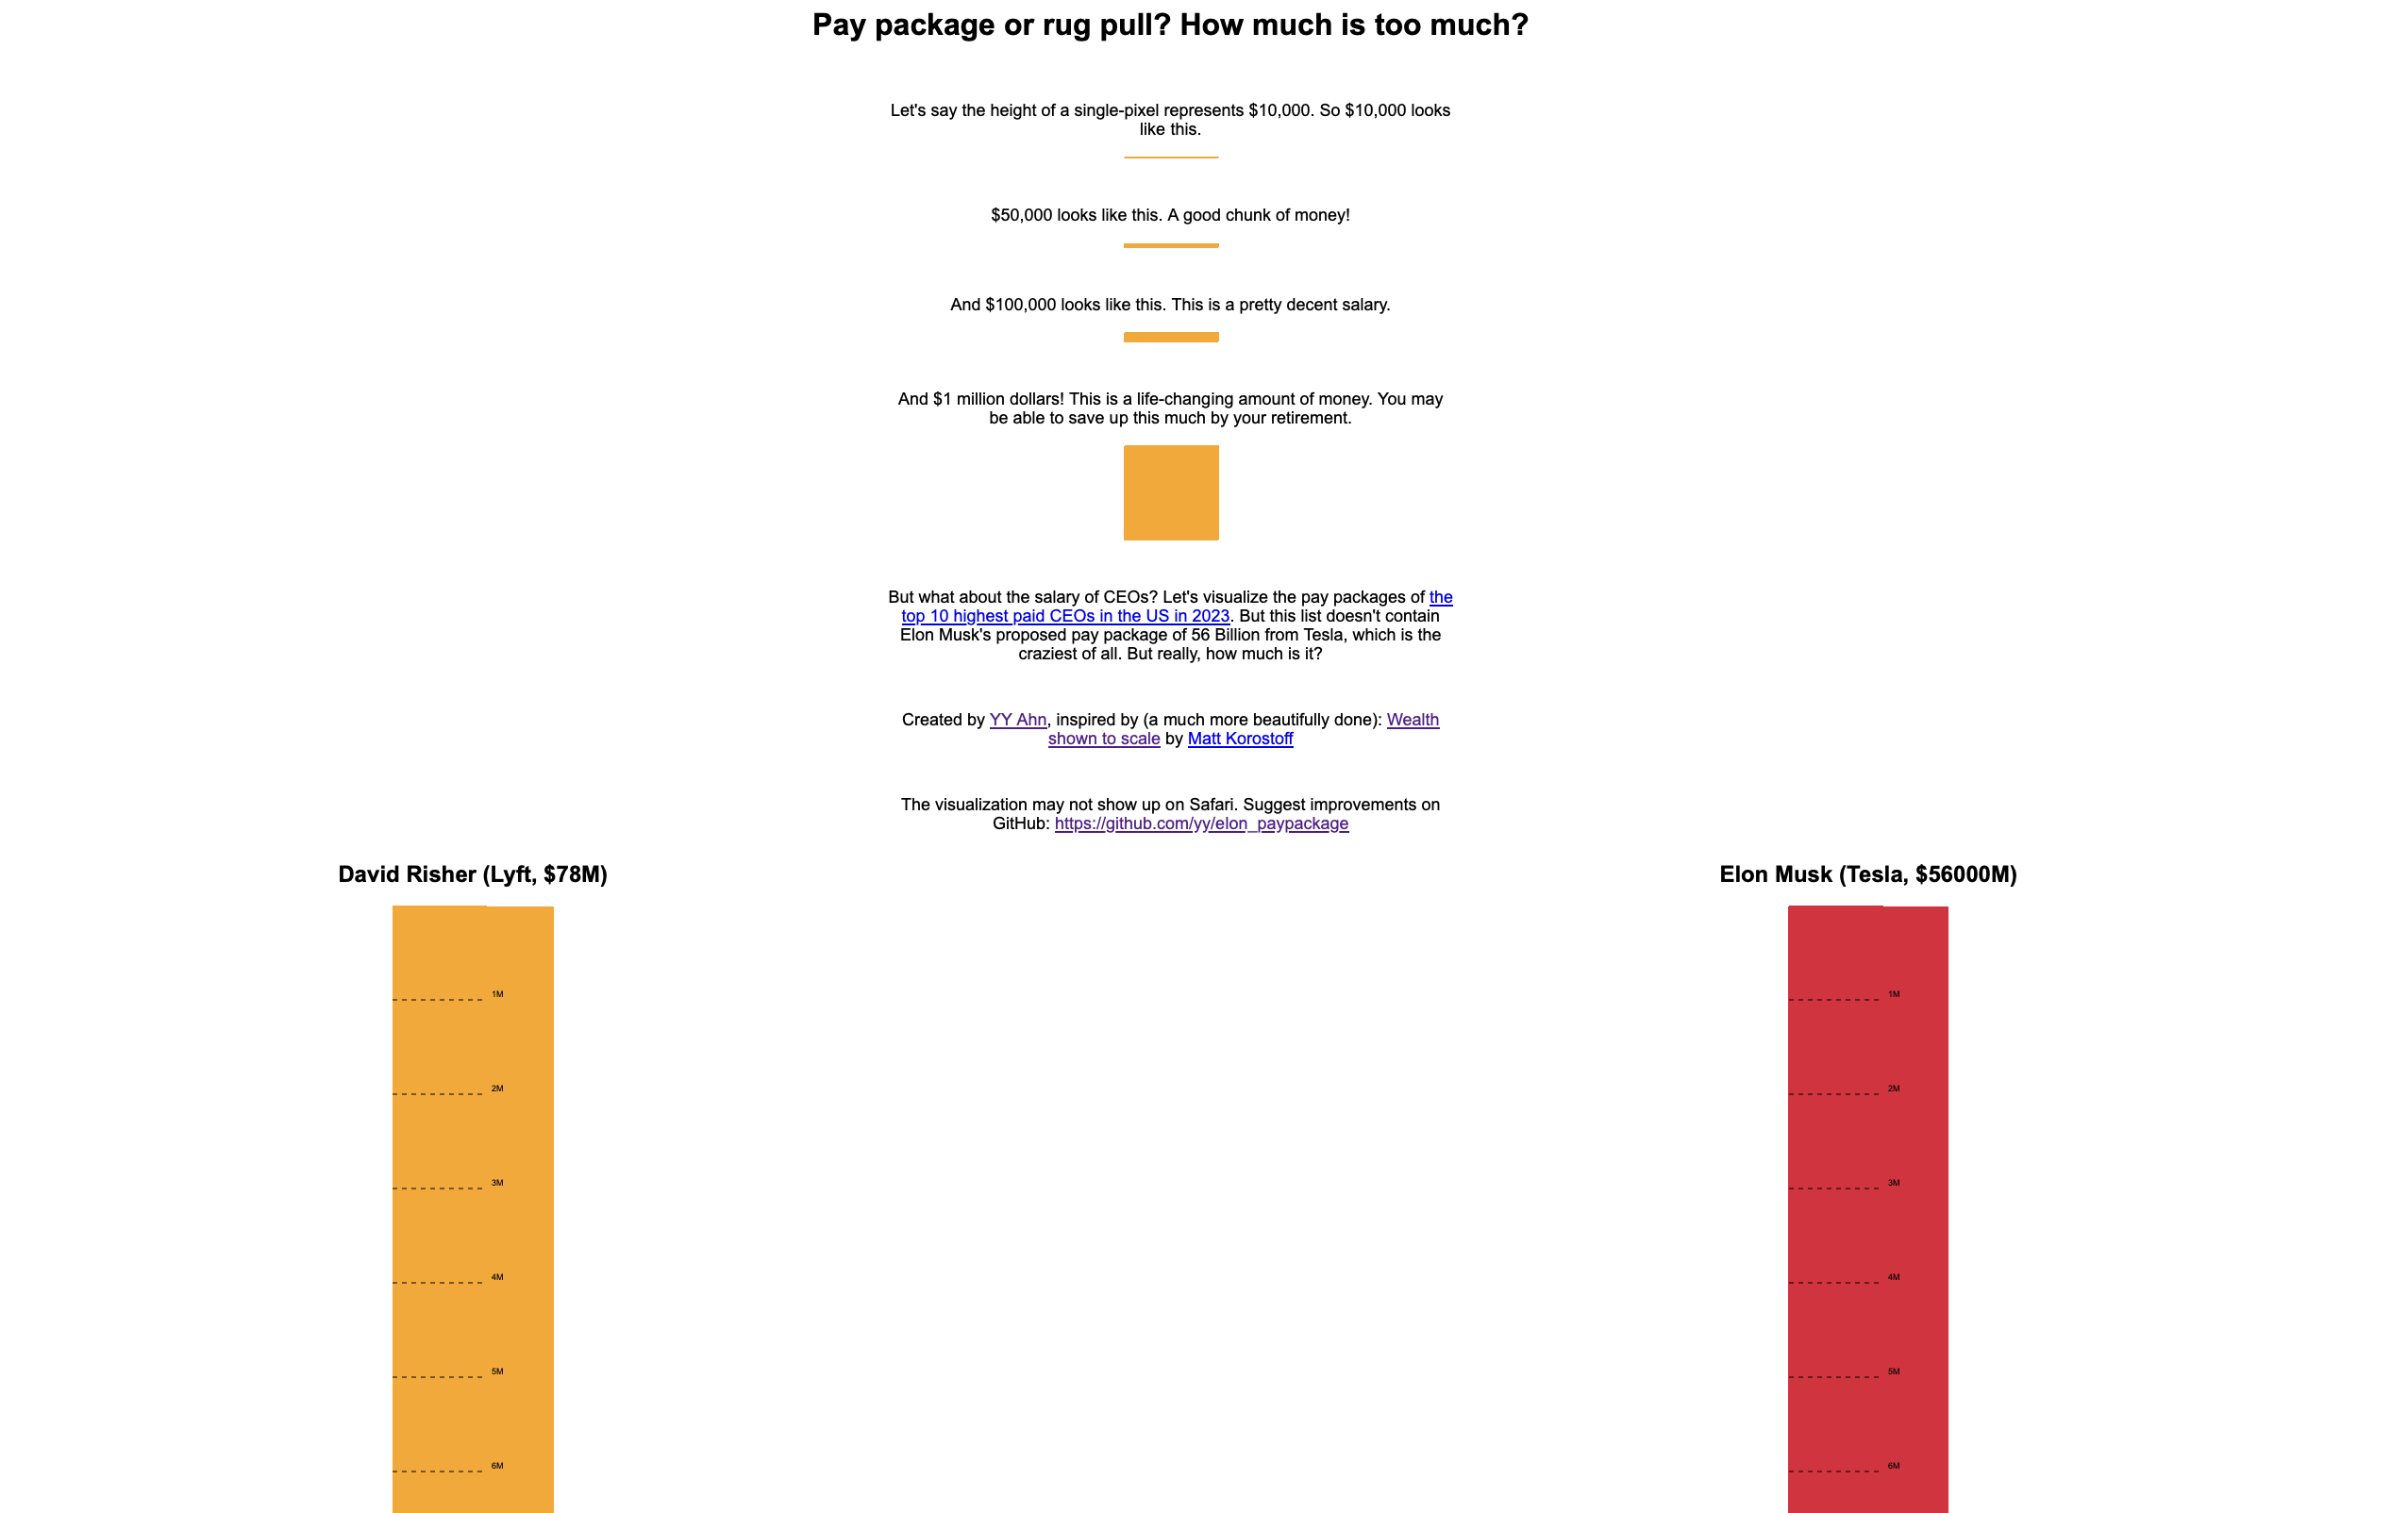 Pay package or rug pull? How much is too much?
Let's say the height of a single-pixel represents $10,000. So $10,000 looks
like this.
$50,000 looks like this. A good chunk of money!
And $100,000 looks like this. This is a pretty decent salary.
And $1 million dollars! This is a life-changing amount of money. You may
be able to save up this much by your retirement.
But what about the salary of CEOs? Let's visualize the pay packages of the
top 10 highest paid CEOs in the US in 2023. But this list doesn't contain
Elon Musk's proposed pay package of 56 Billion from Tesla, which is the
craziest of all. But really, how much is it?
Created by YY Ahn, inspired by (a much more beautifully done): Wealth
shown to scale by Matt Korostoff
The visualization may not show up on Safari. Suggest improvements on
GitHub: https://github.com/yy/elon_paypackage
David Risher (Lyft, $78M)
1M
2M
3M
4M
5M
6M
Elon Musk (Tesla, $56000M)
1M
2M
3M
4M
5M
6M